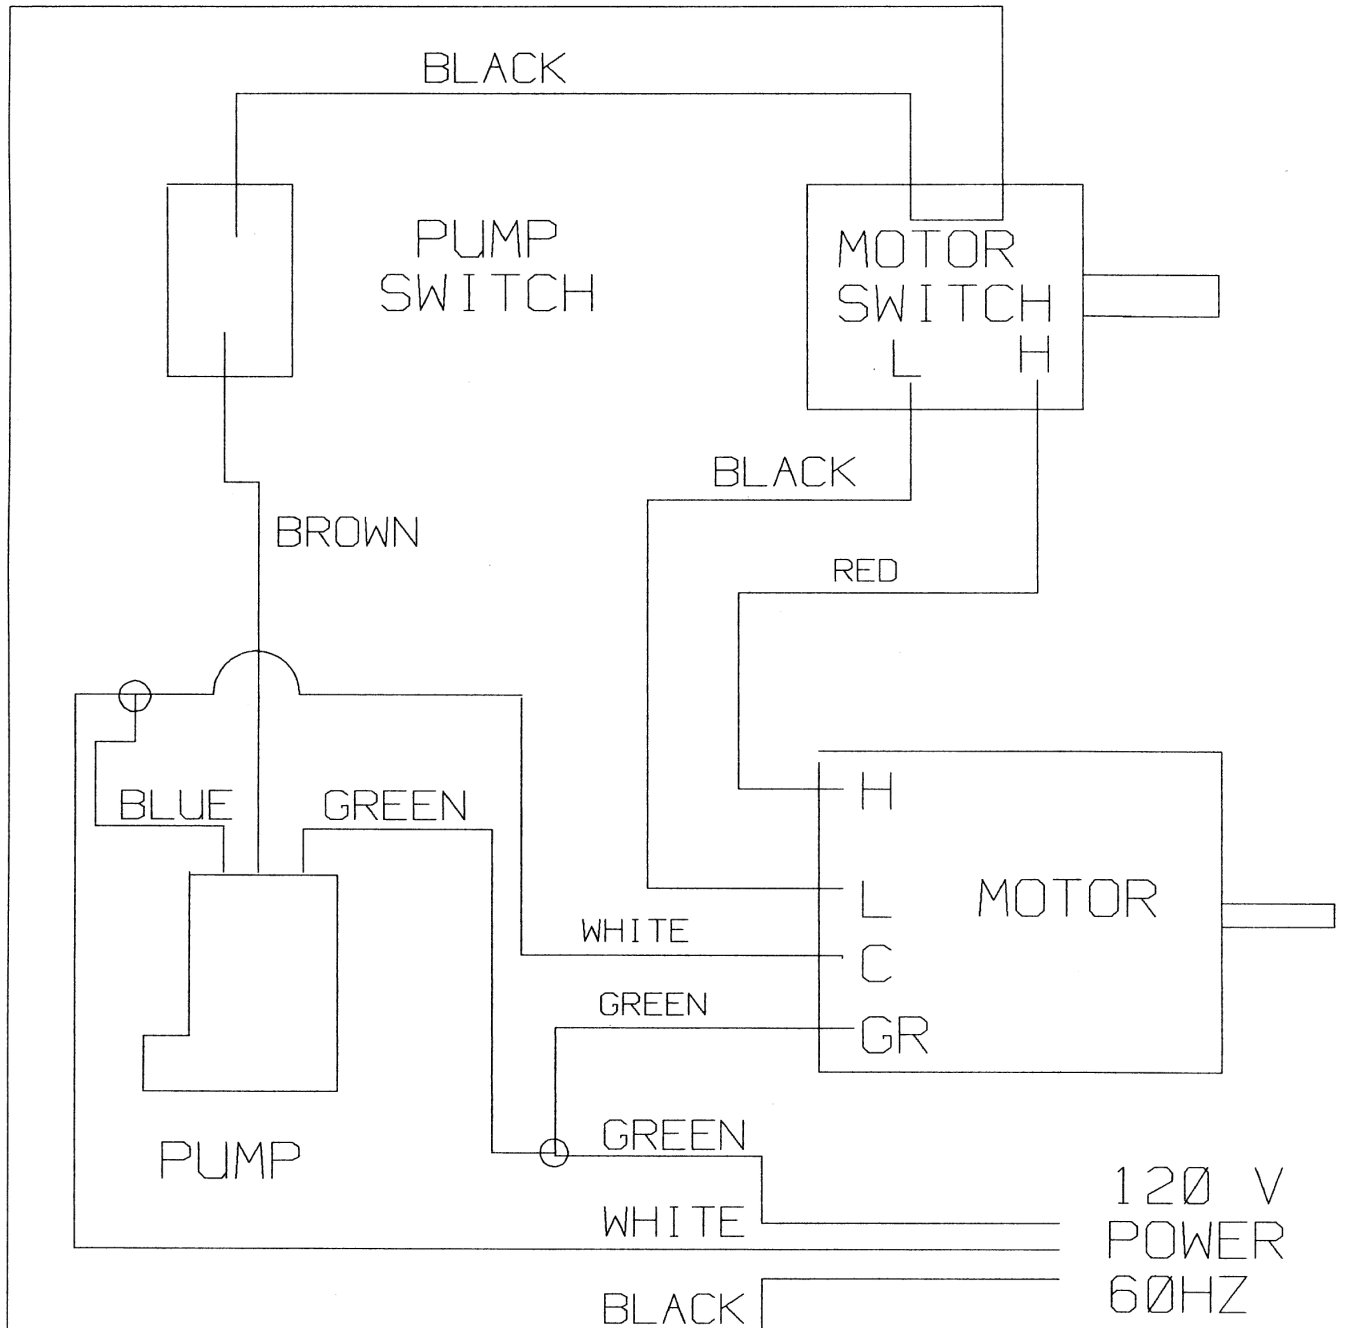 BLACK
PUMP
SWITCH
MOTOR
SWITCH
L H
BLACK
BROWN
RED
BLUE
GREEN
H
L
MOTOR
WHITE
C
GREEN
GR
PUMP
GREEN
WHITE
BLACK
120 V
POWER
60HZ